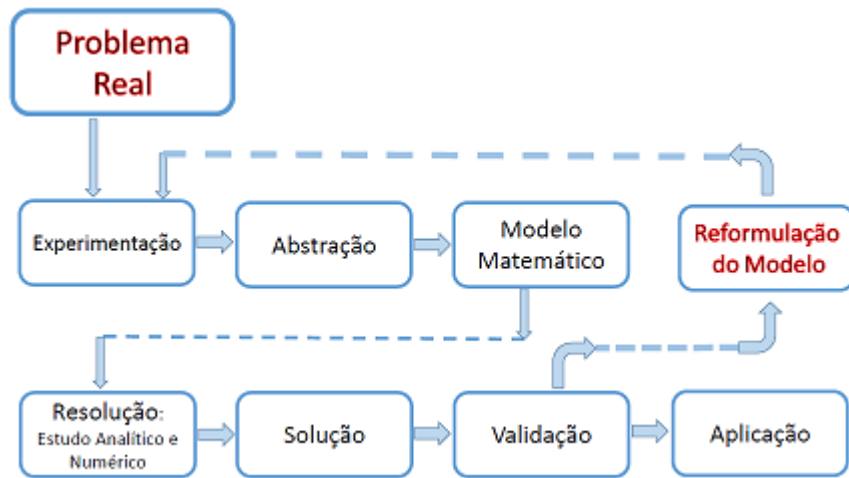 Problema
Real
Experimentação
Abstração
Modelo
Matemático
Reformulação
do Modelo
Resolução:
Estudo Analítico e
Numérico
Solução
Validação
Aplicação